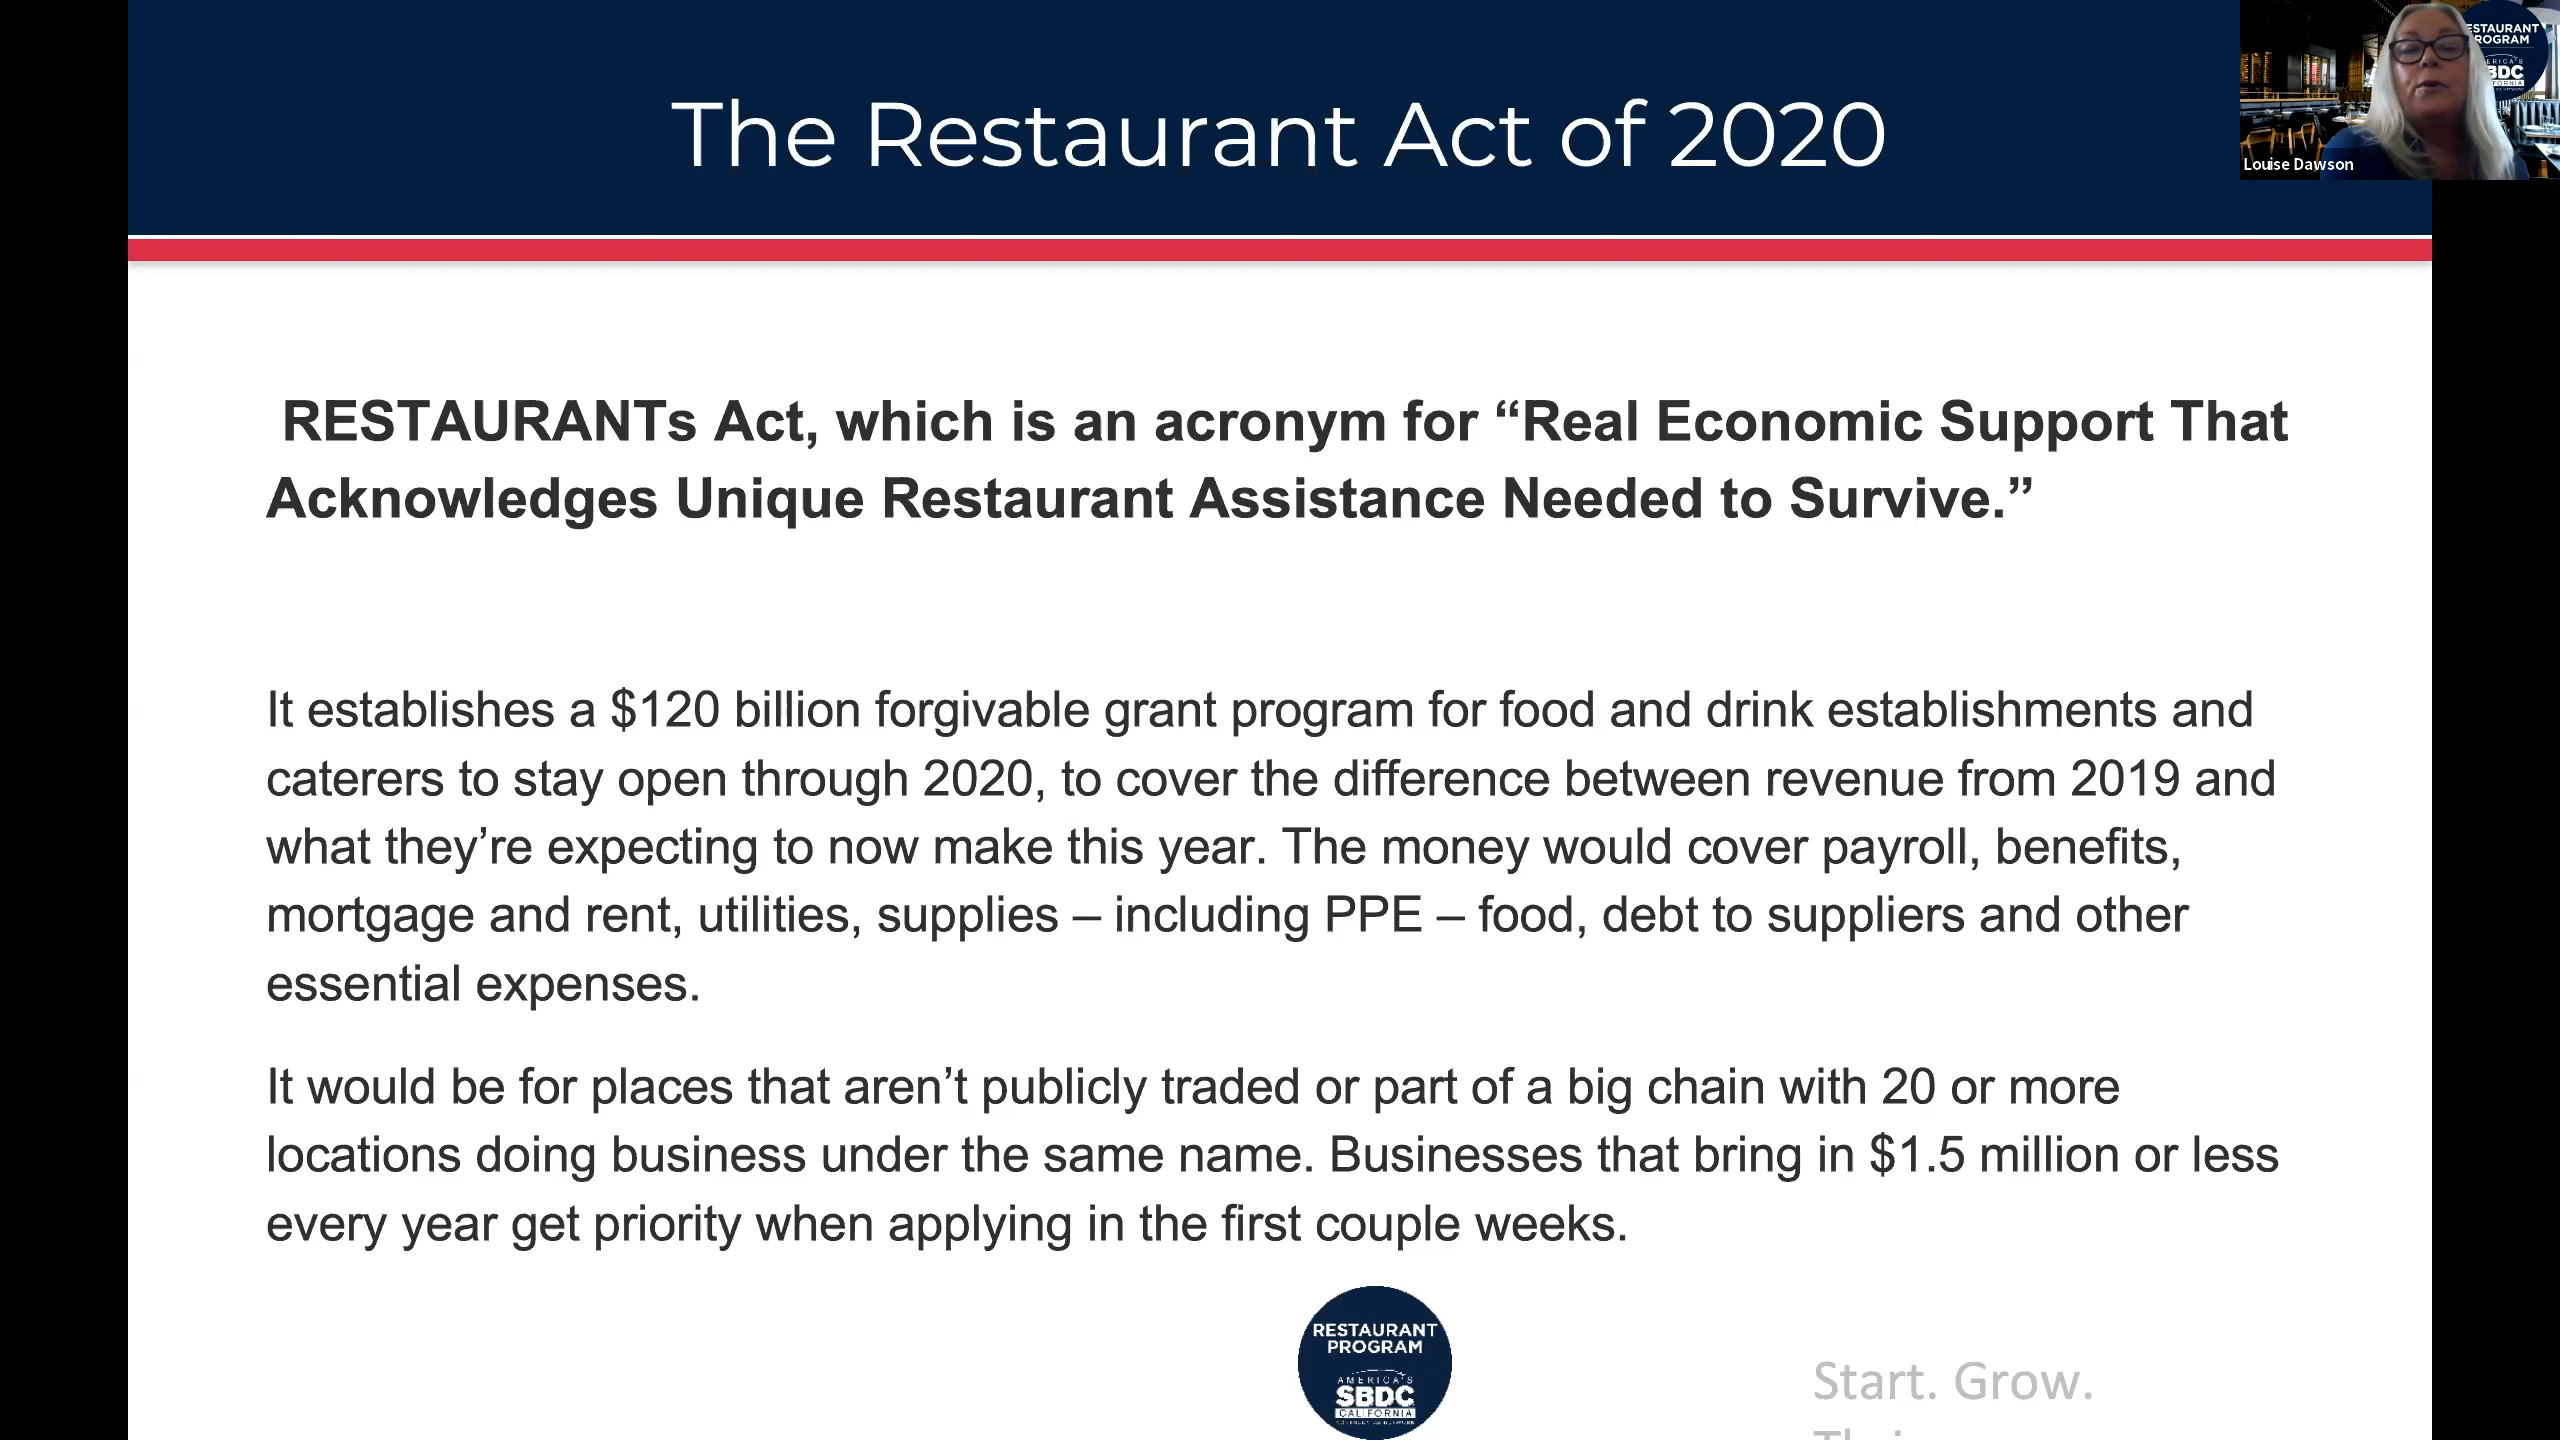 The Restaurant Act of 2020
RESTAURANT
PROGRAM
SBDC
Louise Dawson
RESTAURANTs Act, which is an acronym for “Real Economic Support That
Acknowledges Unique Restaurant Assistance Needed to Survive.”
It establishes a $120 billion forgivable grant program for food and drink establishments and
caterers to stay open through 2020, to cover the difference between revenue from 2019 and
what they’re expecting to now make this year. The money would cover payroll, benefits,
mortgage and rent, utilities, supplies – including PPE – food, debt to suppliers and other
essential expenses.
It would be for places that aren’t publicly traded or part of a big chain with 20 or more
locations doing business under the same name. Businesses that bring in $1.5 million or less
every year get priority when applying in the first couple weeks.
RESTAURANT
PROGRAM
AMERICA'S
SBDC
CALIFORNIA
Start. Grow.